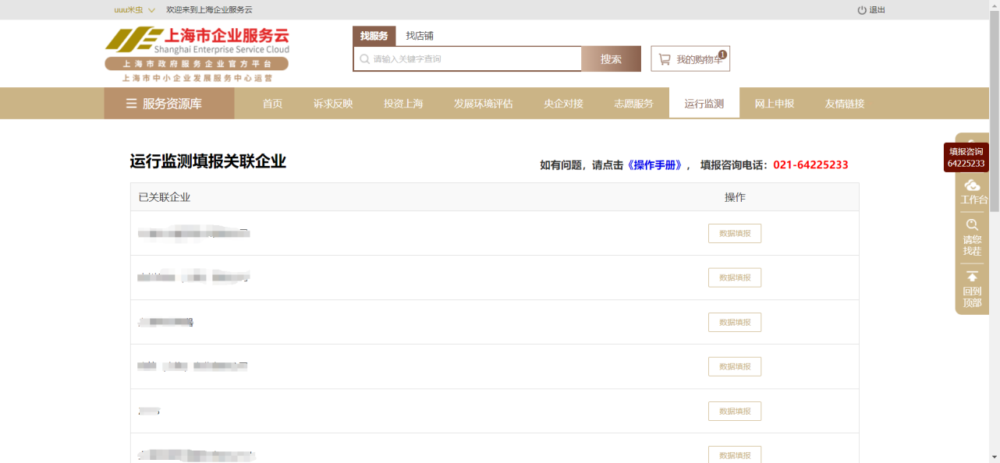 uuu米虫 欢迎来到上海企业服务云 退出
上海市企业服务云
Shanghai Enterprise Service Cloud
上海市政府服务企业官方平台
上海市中小企业发展服务中心运营
找服务 找店铺
请输入关键字查询 搜索 我的购物车 1
服务资源库 首页 诉求反映 投资上海 发展环境评估 央企对接 志愿服务 运行监测 网上申报 友情链接
运行监测填报关联企业
如有问题，请点击《操作手册》， 填报咨询电话：021-64225233
已关联企业 操作
数据填报
数据填报
数据填报
数据填报
数据填报
数据填报
填报咨询
64225233
工作台
请您
找茬
回到
顶部